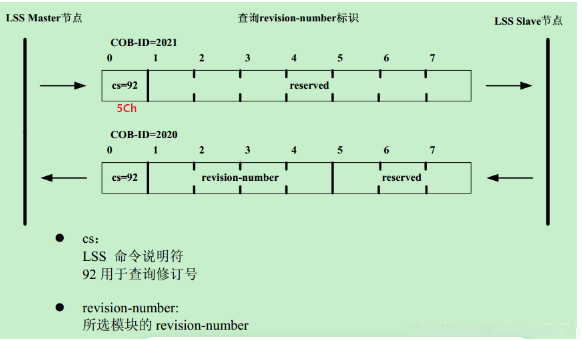 LSS Master节点
查询revision-number标识
LSS Slave节点
COB-ID=2021
0 1 2 3 4 5 6 7
cs=92 reserved
5Ch
COB-ID=2020
0 1 2 3 4 5 6 7
cs=92 revision-number reserved
● cs：
LSS 命令说明符
92 用于查询修订号
● revision-number:
所选模块的 revision-number